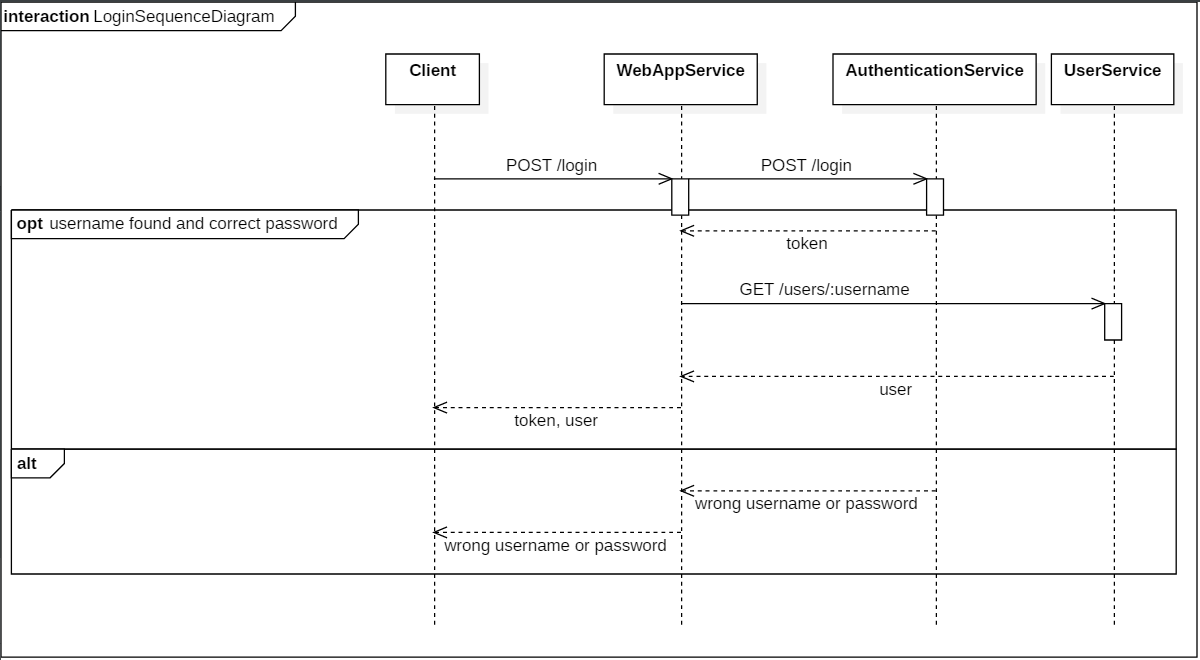 interaction LoginSequenceDiagram
Client
WebAppService
AuthenticationService
UserService
POST /login
POST /login
opt username found and correct password
token
GET /users/:username
user
token, user
alt
wrong username or password
wrong username or password